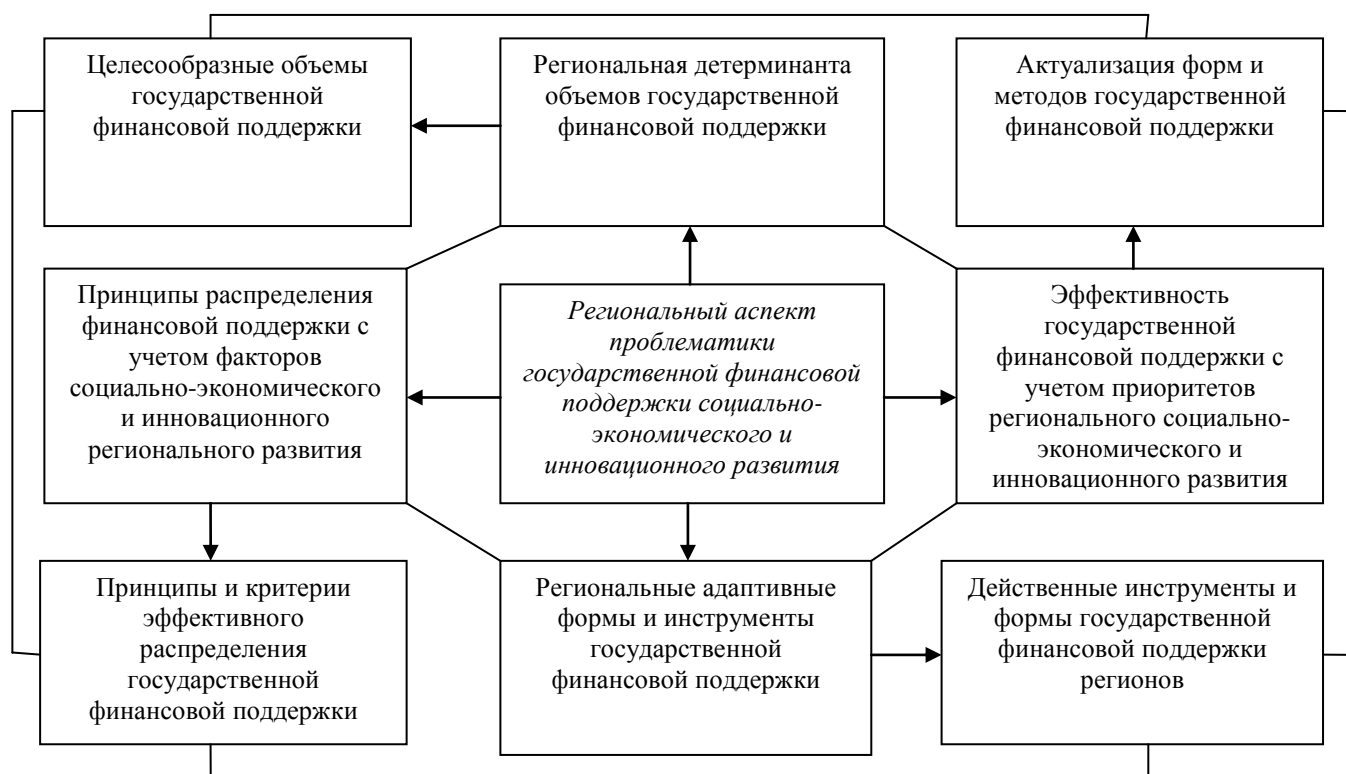 Целесообразные объемы
государственной
финансовой поддержки
Региональная детерминанта
объемов государственной
финансовой поддержки
Актуализация форм и
методов государственной
финансовой поддержки
Принципы распределения
финансовой поддержки с
учетом факторов
социально-экономического
и инновационного
регионального развития
Региональный аспект
проблематики
государственной финансовой
поддержки социально-
экономического и
инновационного развития
Эффективность
государственной
финансовой поддержки с
учетом приоритетов
регионального социально-
экономического и
инновационного развития
Принципы и критерии
эффективного
распределения
государственной
финансовой поддержки
Региональные адаптивные
формы и инструменты
государственной
финансовой поддержки
Действенные инструменты и
формы государственной
финансовой поддержки
регионов